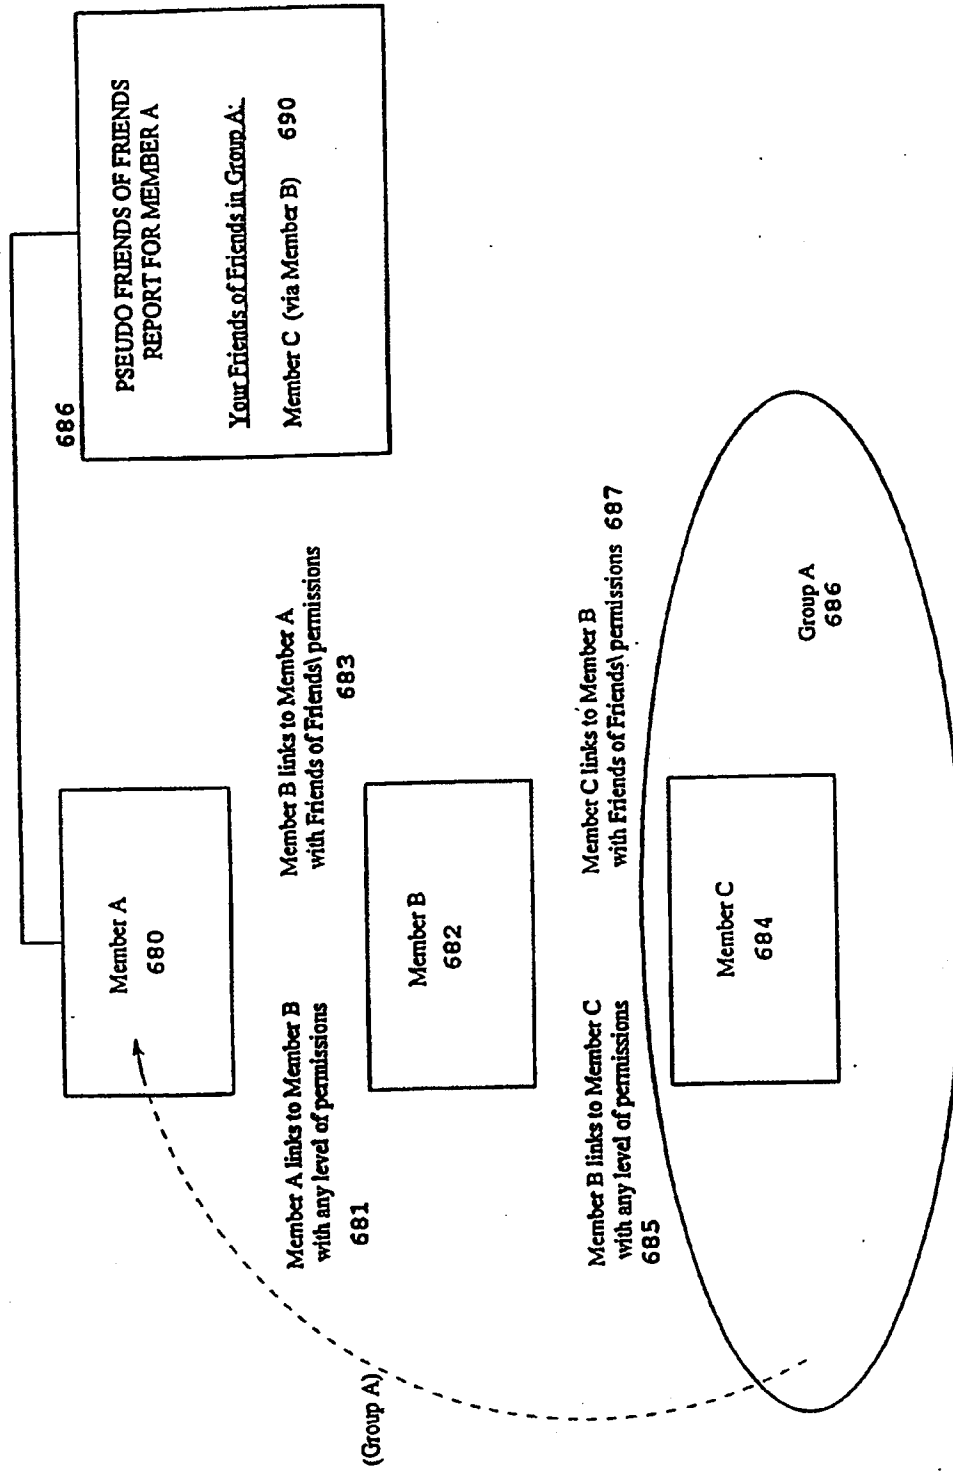 Member A
680
686
PSEUDO FRIENDS OF FRIENDS
REPORT FOR MEMBER A
Your Friends of Friends in Group A:
Member C (via Member B) 690
Member A links to Member B
with any level of permissions
681
Member B links to Member A
with Friends of Friends\ permissions
683
(Group A)
Member B
682
Member B links to Member C
with any level of permissions
685
Member C links to Member B
with Friends of Friends\ permissions 687
Member C
684
Group A
686